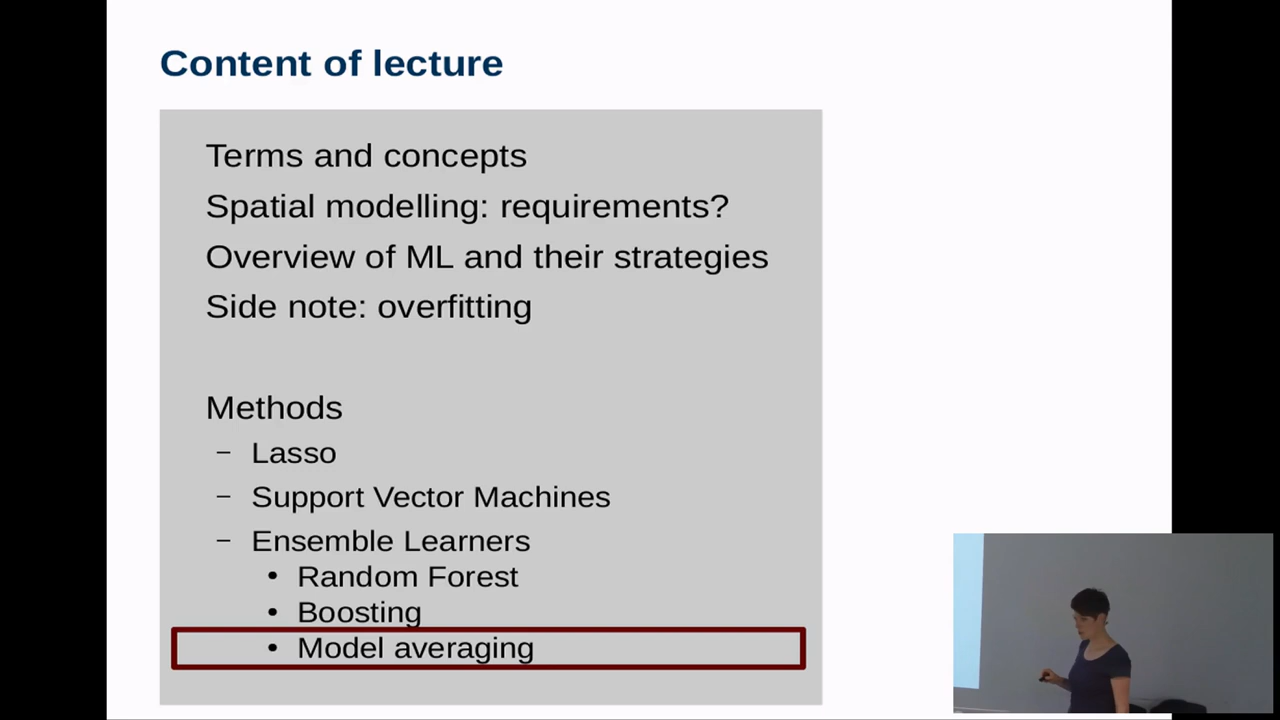 Content of lecture
Terms and concepts
Spatial modelling: requirements?
Overview of ML and their strategies
Side note: overfitting
Methods
– Lasso
– Support Vector Machines
– Ensemble Learners
• Random Forest
• Boosting
• Model averaging